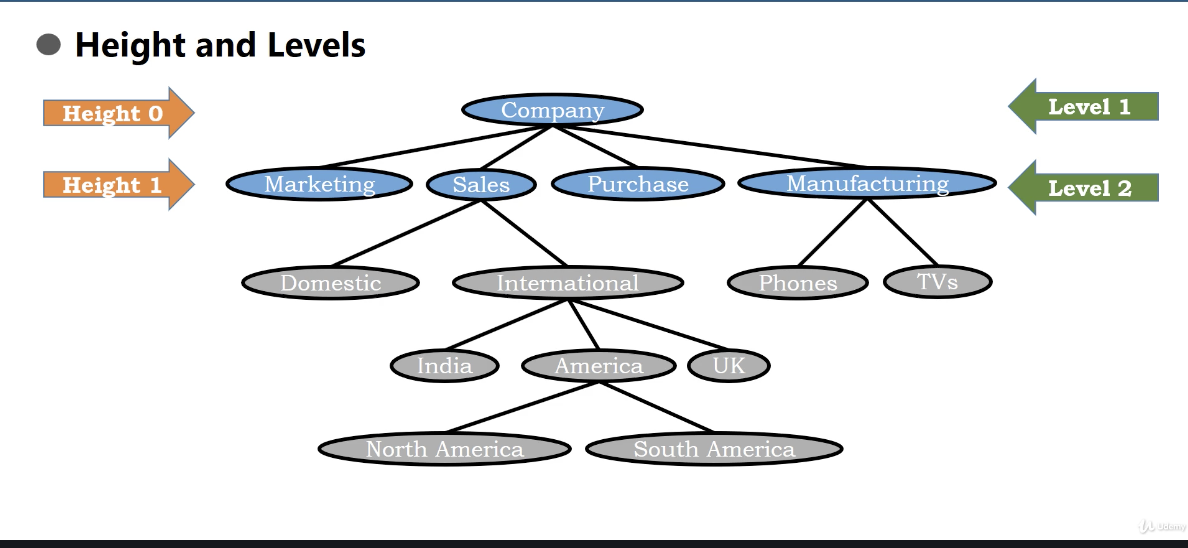 Height and Levels
Height 0
Company
Level 1
Height 1
Marketing
Sales
Purchase
Manufacturing
Level 2
Domestic
International
Phones
TVs
India
America
UK
North America
South America
Udemy